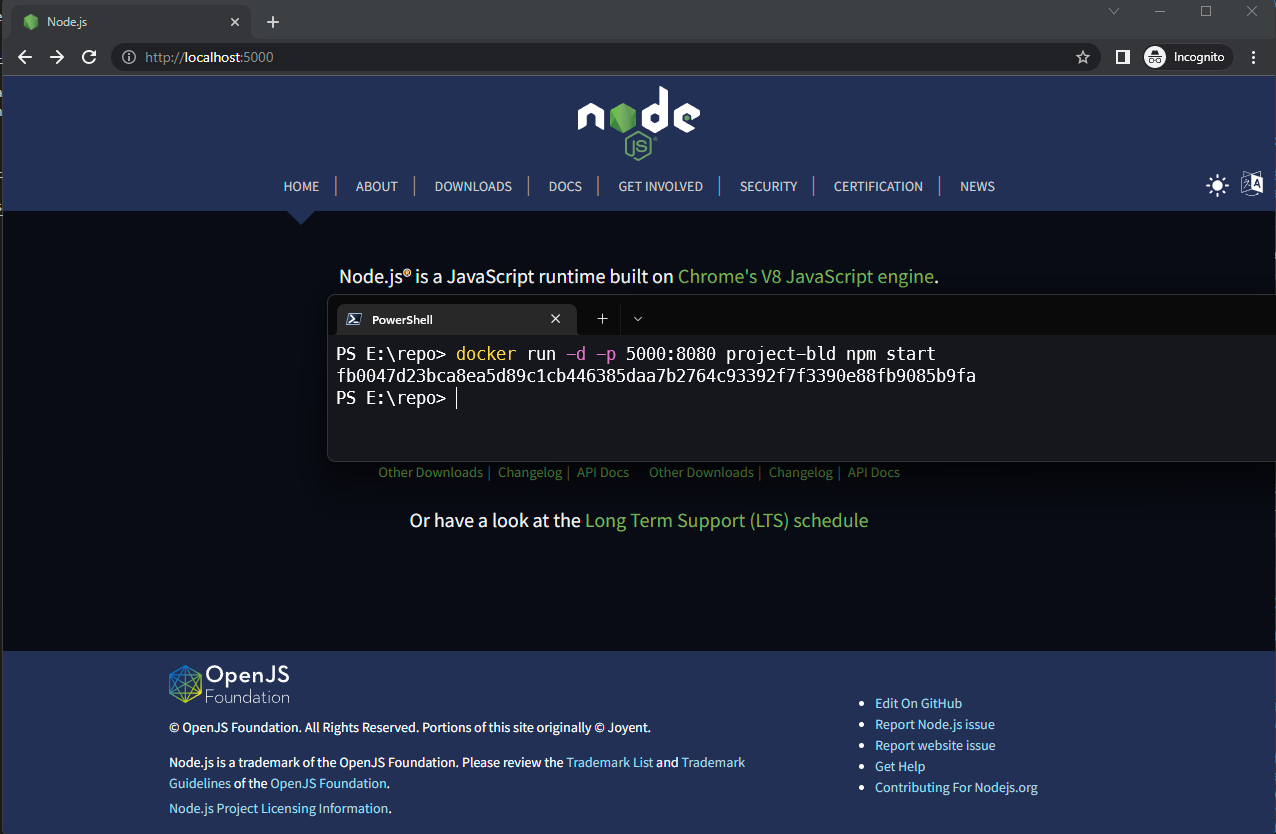 Node.js
http://localhost:5000
Incognito
node
JS
HOME | ABOUT | DOWNLOADS | DOCS | GET INVOLVED | SECURITY | CERTIFICATION | NEWS
Node.js® is a JavaScript runtime built on Chrome's V8 JavaScript engine.
PowerShell
PS E:\repo> docker run -d -p 5000:8080 project-bld npm start
fb0047d23bca8ea5d89c1cb446385daa7b2764c93392f7f3390e88fb9085b9fa
PS E:\repo>
Other Downloads | Changelog | API Docs Other Downloads | Changelog | API Docs
Or have a look at the Long Term Support (LTS) schedule
OpenJS
Foundation
© OpenJS Foundation. All Rights Reserved. Portions of this site originally © Joyent.
Node.js is a trademark of the OpenJS Foundation. Please review the Trademark List and Trademark
Guidelines of the OpenJS Foundation.
Node.js Project Licensing Information.
Edit On GitHub
Report Node.js issue
Report website issue
Get Help
Contributing For Nodejs.org